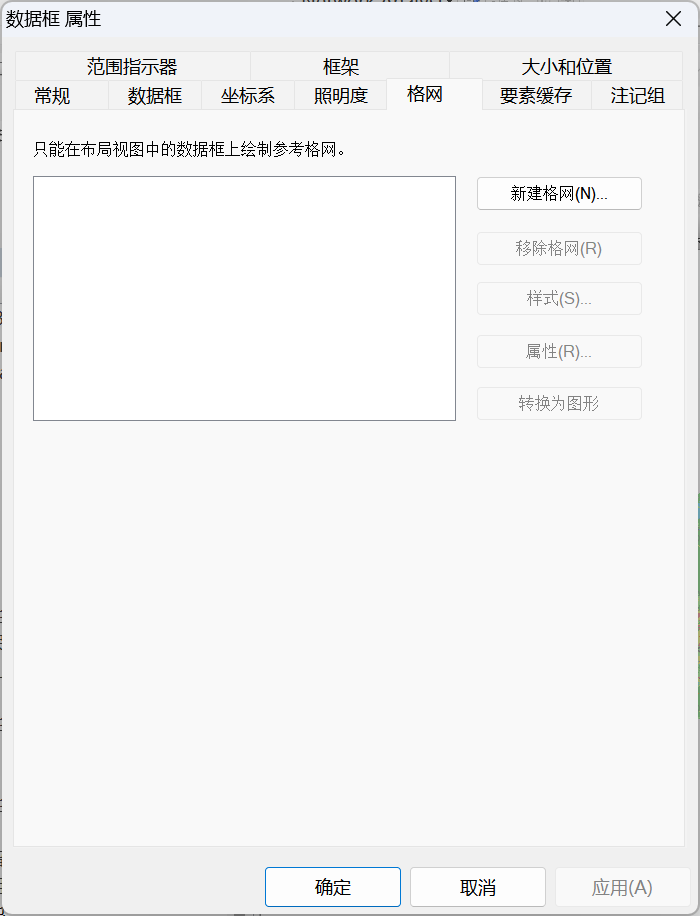 数据框 属性
范围指示器 框架 大小和位置
常规 数据框 坐标系 照明度 格网 要素缓存 注记组
只能在布局视图中的数据框上绘制参考格网。
新建格网(N)...
移除格网(R)
样式(S)...
属性(R)...
转换为图形
确定 取消 应用(A)